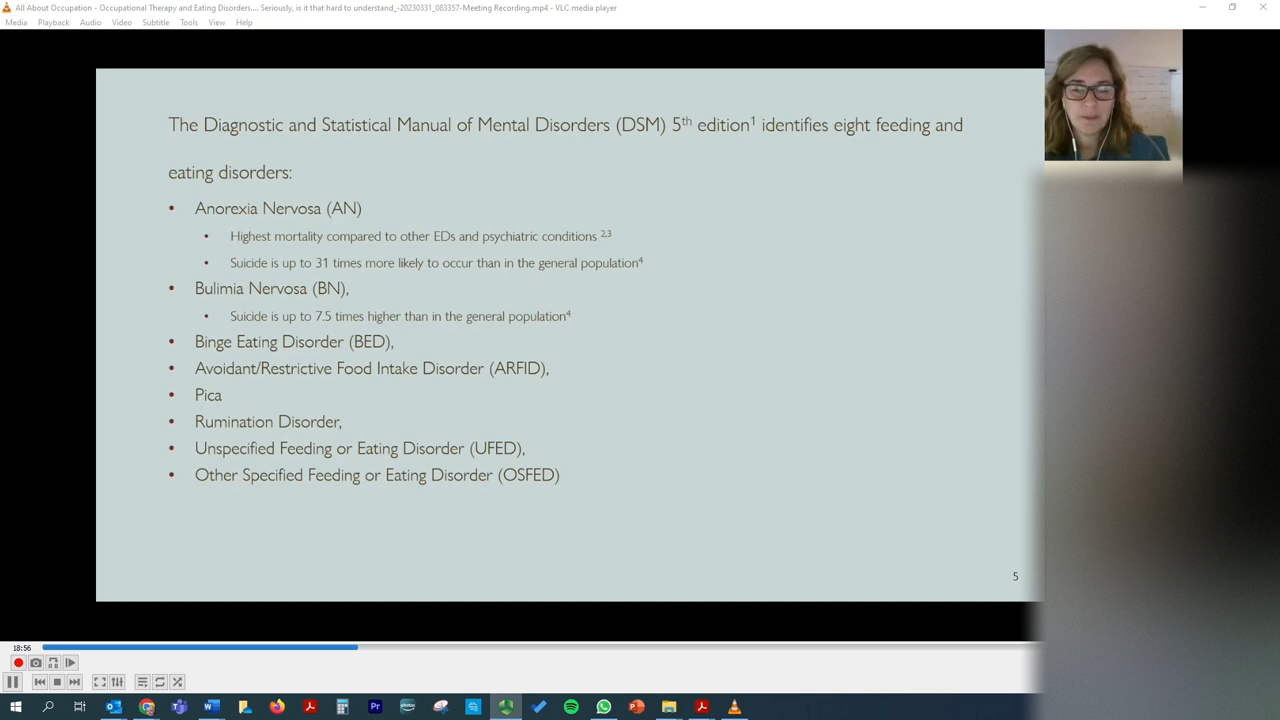 All About Occupation - Occupational Therapy and Eating Disorders.... Seriously, is it that hard to understand_-20230331_083357-Meeting Recording.mp4 - VLC media player
Media Playback Audio Video Subtitle Tools View Help
The Diagnostic and Statistical Manual of Mental Disorders (DSM) 5th edition1 identifies eight feeding and
eating disorders:
• Anorexia Nervosa (AN)
• Highest mortality compared to other EDs and psychiatric conditions 2,3
• Suicide is up to 31 times more likely to occur than in the general population4
• Bulimia Nervosa (BN),
• Suicide is up to 7.5 times higher than in the general population4
• Binge Eating Disorder (BED),
• Avoidant/Restrictive Food Intake Disorder (ARFID),
• Pica
• Rumination Disorder,
• Unspecified Feeding or Eating Disorder (UFED),
• Other Specified Feeding or Eating Disorder (OSFED)
5
18:56